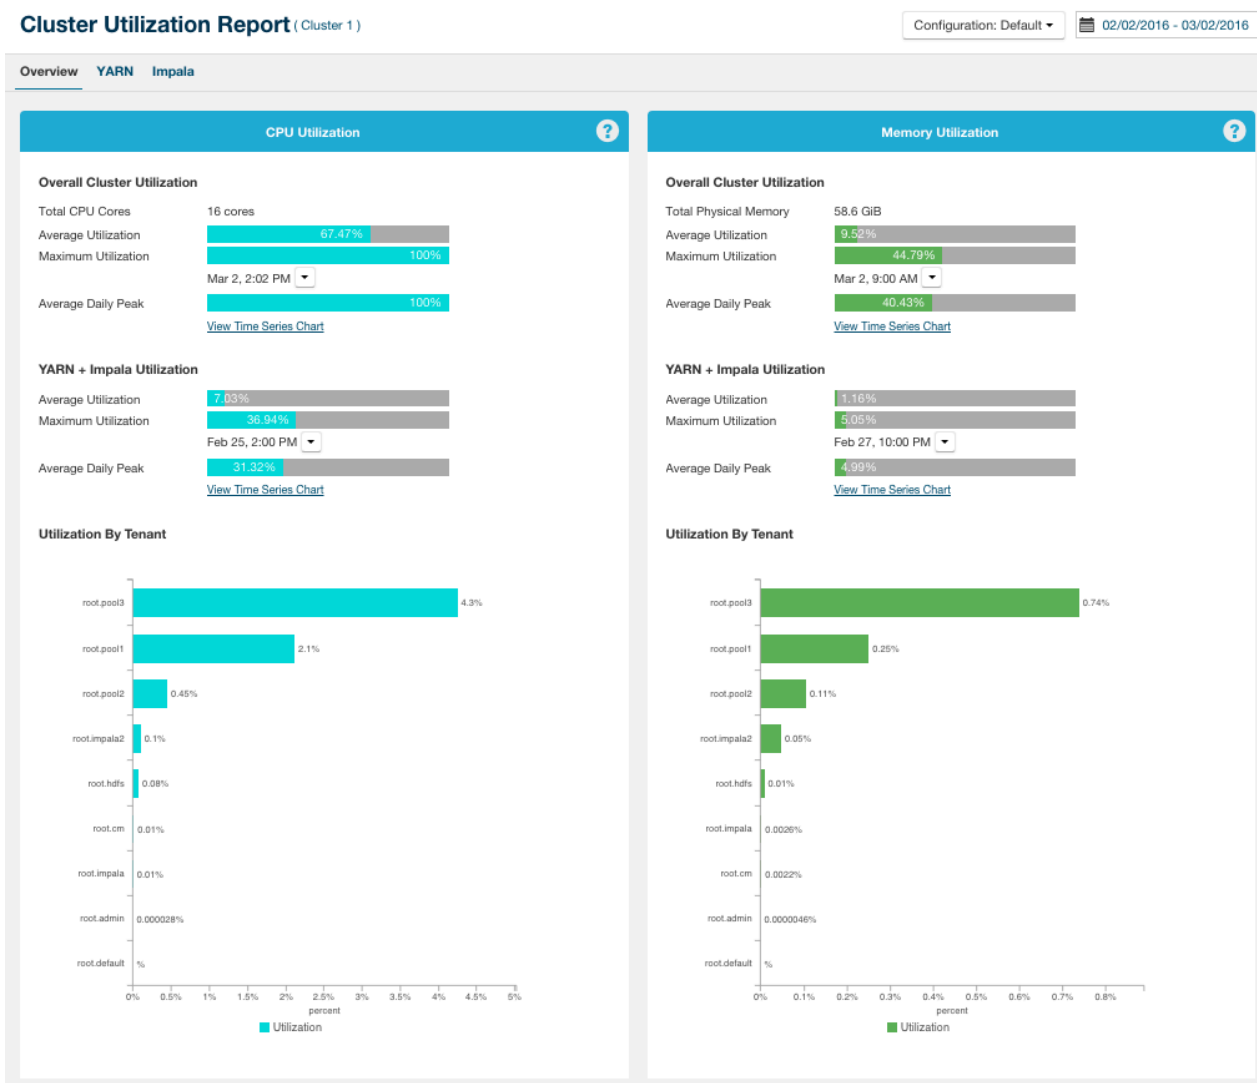 Cluster Utilization Report ( Cluster 1 )
Configuration: Default
02/02/2016 - 03/02/2016
Overview YARN Impala
CPU Utilization
?
Overall Cluster Utilization
Total CPU Cores 16 cores
Average Utilization 67.47%
Maximum Utilization 100%
Mar 2, 2:02 PM
Average Daily Peak 100%
View Time Series Chart
YARN + Impala Utilization
Average Utilization 7.03%
Maximum Utilization 36.94%
Feb 25, 2:00 PM
Average Daily Peak 31.32%
View Time Series Chart
Utilization By Tenant
root.pool3 4.3%
root.pool1 2.1%
root.pool2 0.45%
root.impala2 0.1%
root.hdfs 0.08%
root.cm 0.01%
root.impala 0.01%
root.admin 0.000028%
root.default %
0% 0.5% 1% 1.5% 2% 2.5% 3% 3.5% 4% 4.5% 5%
percent
Utilization
Memory Utilization
?
Overall Cluster Utilization
Total Physical Memory 58.6 GiB
Average Utilization 9.52%
Maximum Utilization 44.79%
Mar 2, 9:00 AM
Average Daily Peak 40.43%
View Time Series Chart
YARN + Impala Utilization
Average Utilization 1.16%
Maximum Utilization 5.05%
Feb 27, 10:00 PM
Average Daily Peak 4.99%
View Time Series Chart
Utilization By Tenant
root.pool3 0.74%
root.pool1 0.25%
root.pool2 0.11%
root.impala2 0.05%
root.hdfs 0.01%
root.impala 0.0026%
root.cm 0.0022%
root.admin 0.0000046%
root.default %
0% 0.1% 0.2% 0.3% 0.4% 0.5% 0.6% 0.7% 0.8%
percent
Utilization